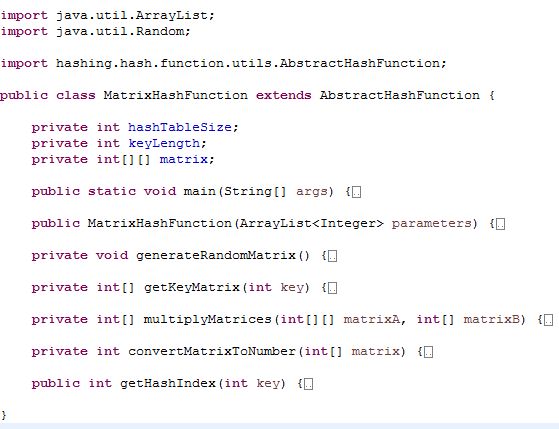 import java.util.ArrayList;
import java.util.Random;
import hashing.hash.function.utils.AbstractHashFunction;
public class MatrixHashFunction extends AbstractHashFunction {
private int hashTableSize;
private int keyLength;
private int[][] matrix;
public static void main(String[] args) {
public MatrixHashFunction(ArrayList<Integer> parameters) {
private void generateRandomMatrix() {
private int[] getKeyMatrix(int key) {
private int[] multiplyMatrices(int[][] matrixA, int[] matrixB) {
private int convertMatrixToNumber(int[] matrix) {
public int getHashIndex(int key) {
}